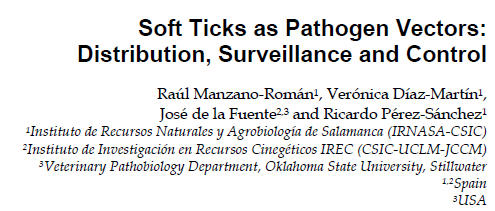 Soft Ticks as Pathogen Vectors:
Distribution, Surveillance and Control
Raúl Manzano-Román¹, Verónica Díaz-Martín¹,
José de la Fuente²,³ and Ricardo Pérez-Sánchez¹
¹Instituto de Recursos Naturales y Agrobiología de Salamanca (IRNASA-CSIC)
²Instituto de Investigación en Recursos Cinegéticos IREC (CSIC-UCLM-JCCM)
³Veterinary Pathobiology Department, Oklahoma State University, Stillwater
¹,²Spain
³USA